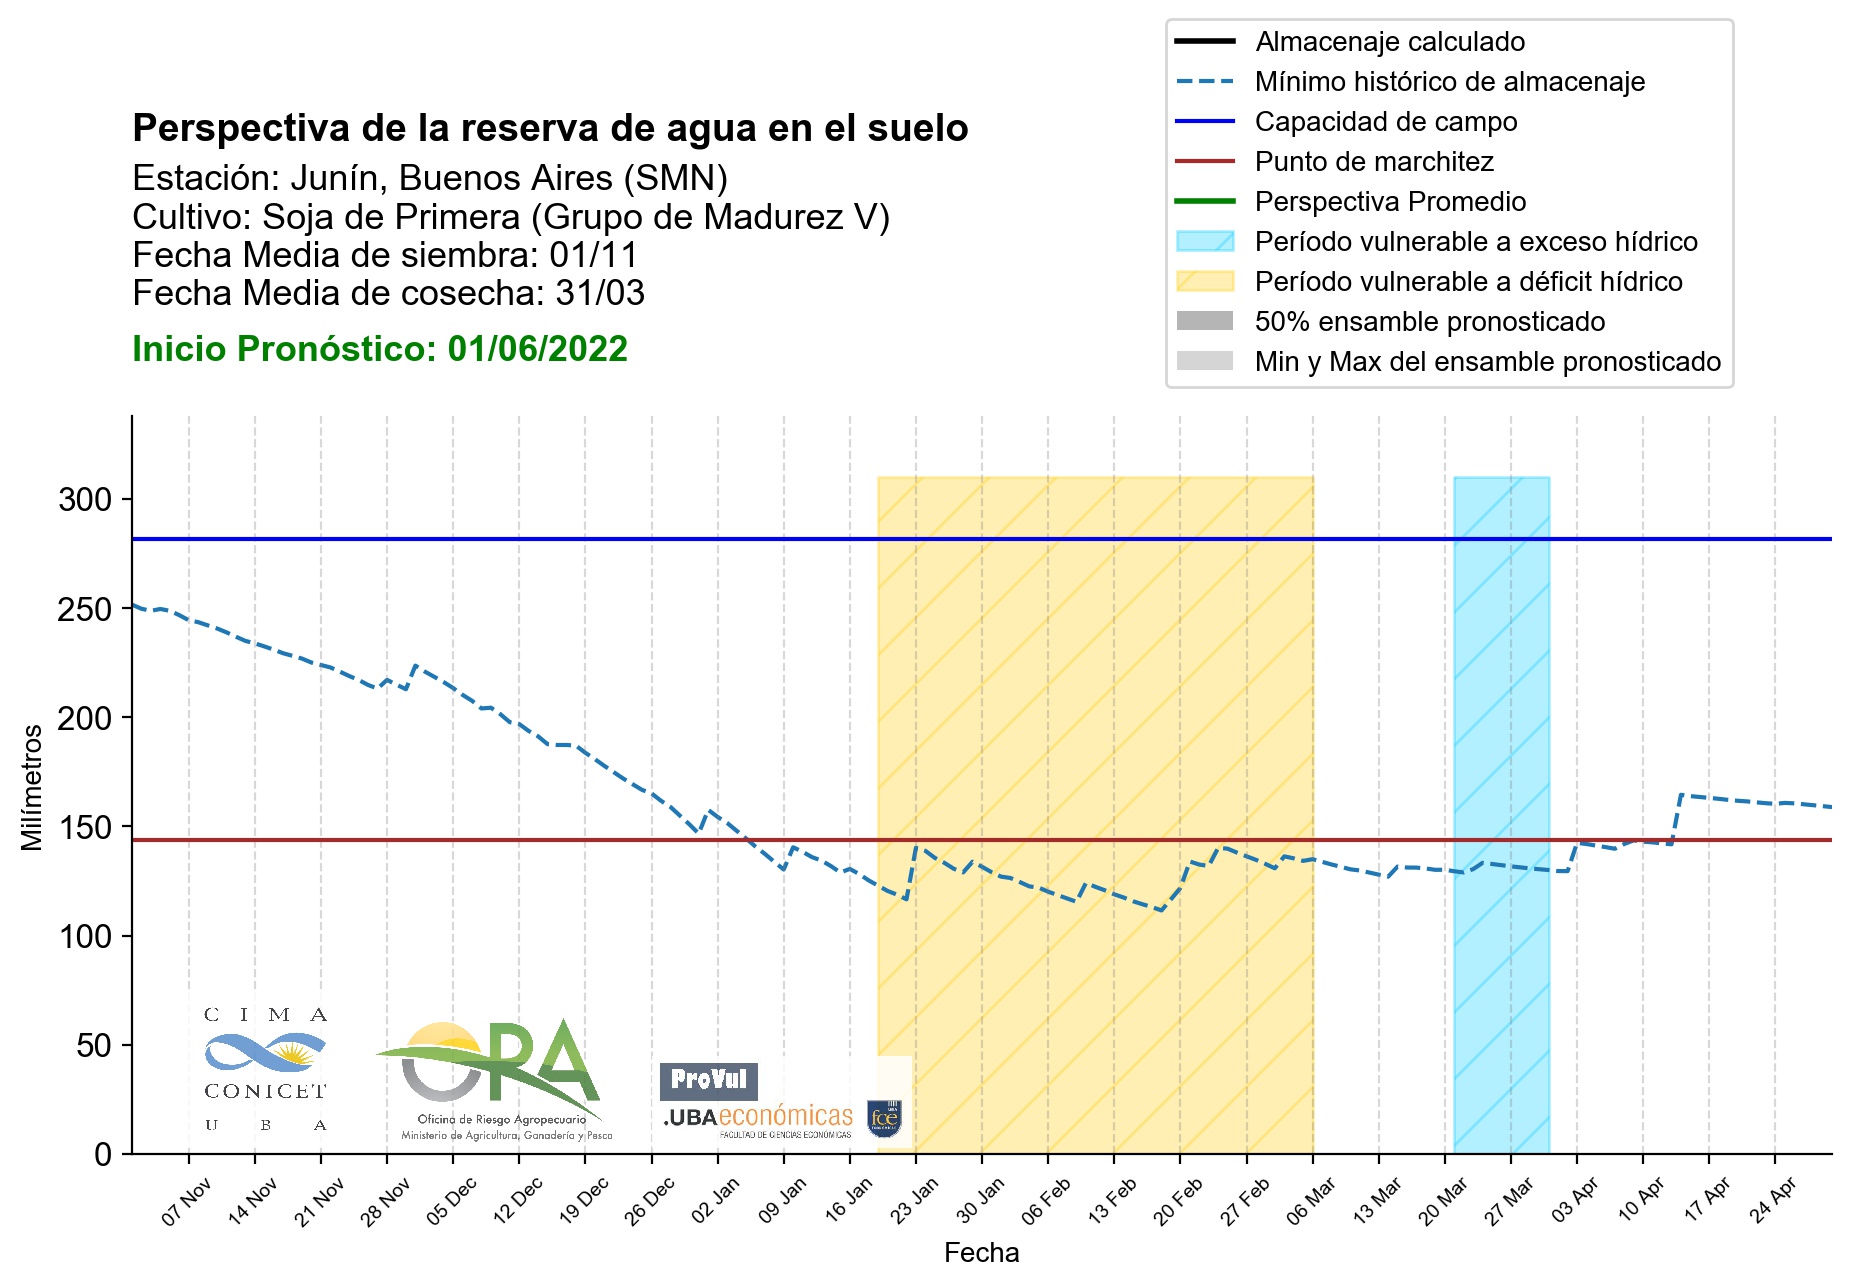 Almacenaje calculado
Mínimo histórico de almacenaje
Capacidad de campo
Punto de marchitez
Perspectiva Promedio
Período vulnerable a exceso hídrico
Período vulnerable a déficit hídrico
50% ensamble pronosticado
Min y Max del ensamble pronosticado
Perspectiva de la reserva de agua en el suelo
Estación: Junín, Buenos Aires (SMN)
Cultivo: Soja de Primera (Grupo de Madurez V)
Fecha Media de siembra: 01/11
Fecha Media de cosecha: 31/03
Inicio Pronóstico: 01/06/2022
300
250
200
150
100
50
0
Milímetros
C I M A
CONICET
U B A
ORA
Oficina de Riesgo Agropecuario
Ministerio de Agricultura, Ganadería y Pesca
ProVul
.UBAeconómicas
FACULTAD DE CIENCIAS ECONÓMICAS
fce
07 Nov
14 Nov
21 Nov
28 Nov
05 Dec
12 Dec
19 Dec
26 Dec
02 Jan
09 Jan
16 Jan
23 Jan
30 Jan
06 Feb
13 Feb
20 Feb
27 Feb
06 Mar
13 Mar
20 Mar
27 Mar
03 Apr
10 Apr
17 Apr
24 Apr
Fecha